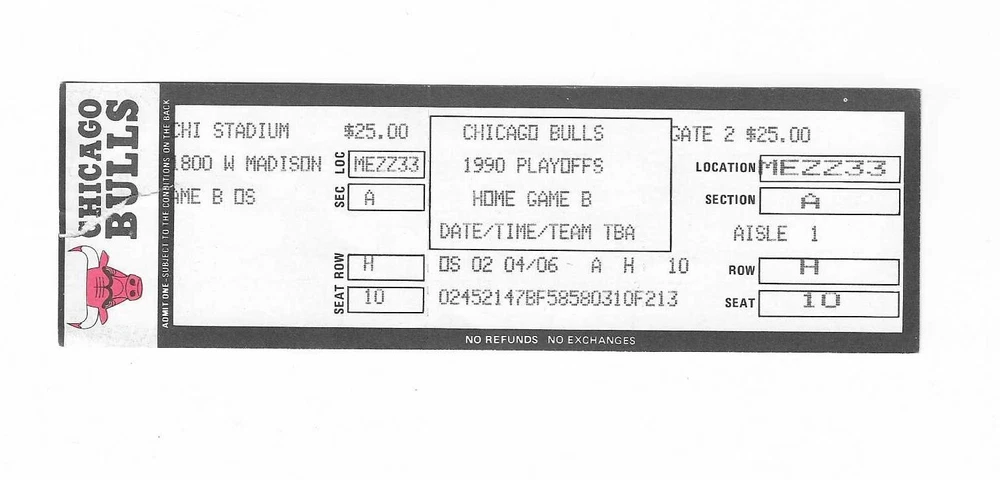 CHICAGO
BULLS
ADMIT ONE-SUBJECT TO THE CONDITIONS ON THE BACK
CHI STADIUM $25.00
1800 W MADISON LOC MEZZ33
AME B OS SEC A
ROW H
SEAT 10
CHICAGO BULLS
1990 PLAYOFFS
HOME GAME B
DATE/TIME/TEAM TBA
OS 02 04/06 A H 10
02452147BF58580310F213
GATE 2 $25.00
LOCATION MEZZ33
SECTION A
AISLE 1
ROW H
SEAT 10
NO REFUNDS NO EXCHANGES